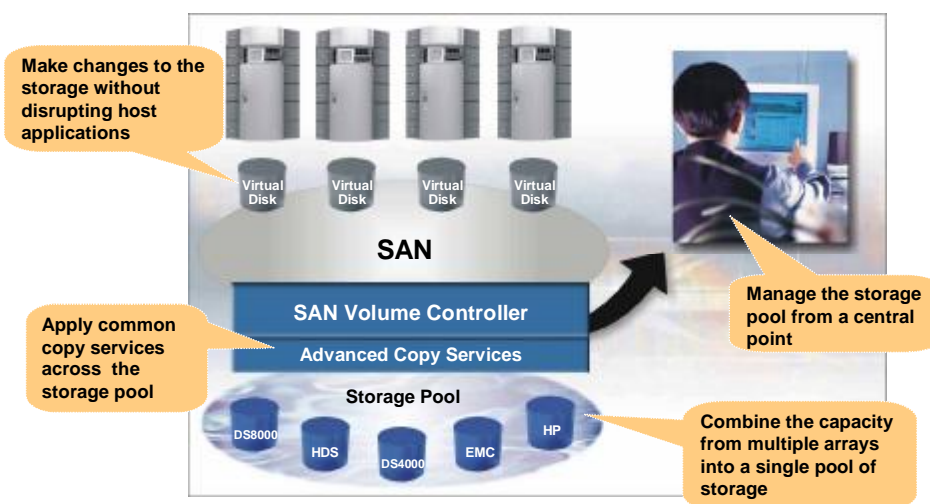 Make changes to the
storage without
disrupting host
applications
Virtual
Disk
Virtual
Disk
Virtual
Disk
Virtual
Disk
SAN
SAN Volume Controller
Advanced Copy Services
Manage the storage
pool from a central
point
Apply common
copy services
across the
storage pool
Storage Pool
DS8000
HDS
DS4000
EMC
HP
Combine the capacity
from multiple arrays
into a single pool of
storage